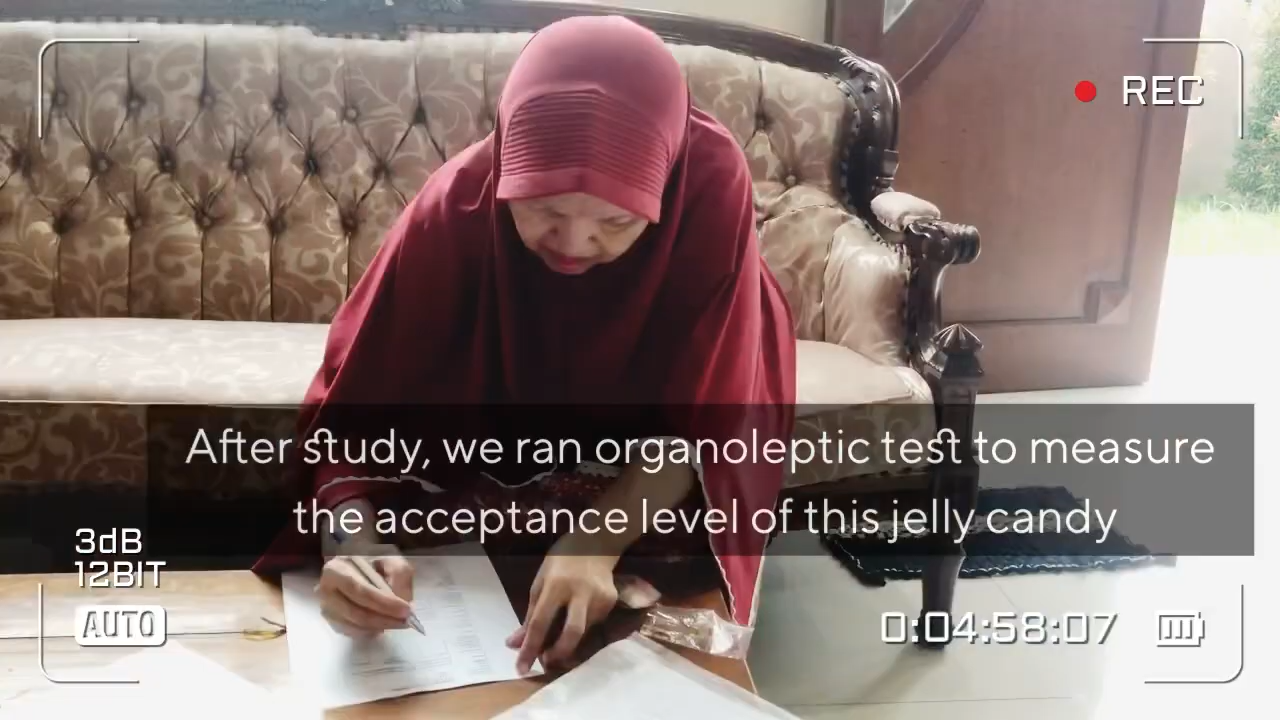 REC
After study, we ran organoleptic test to measure
the acceptance level of this jelly candy
3dB
12BIT
AUTO
0:04:58:07